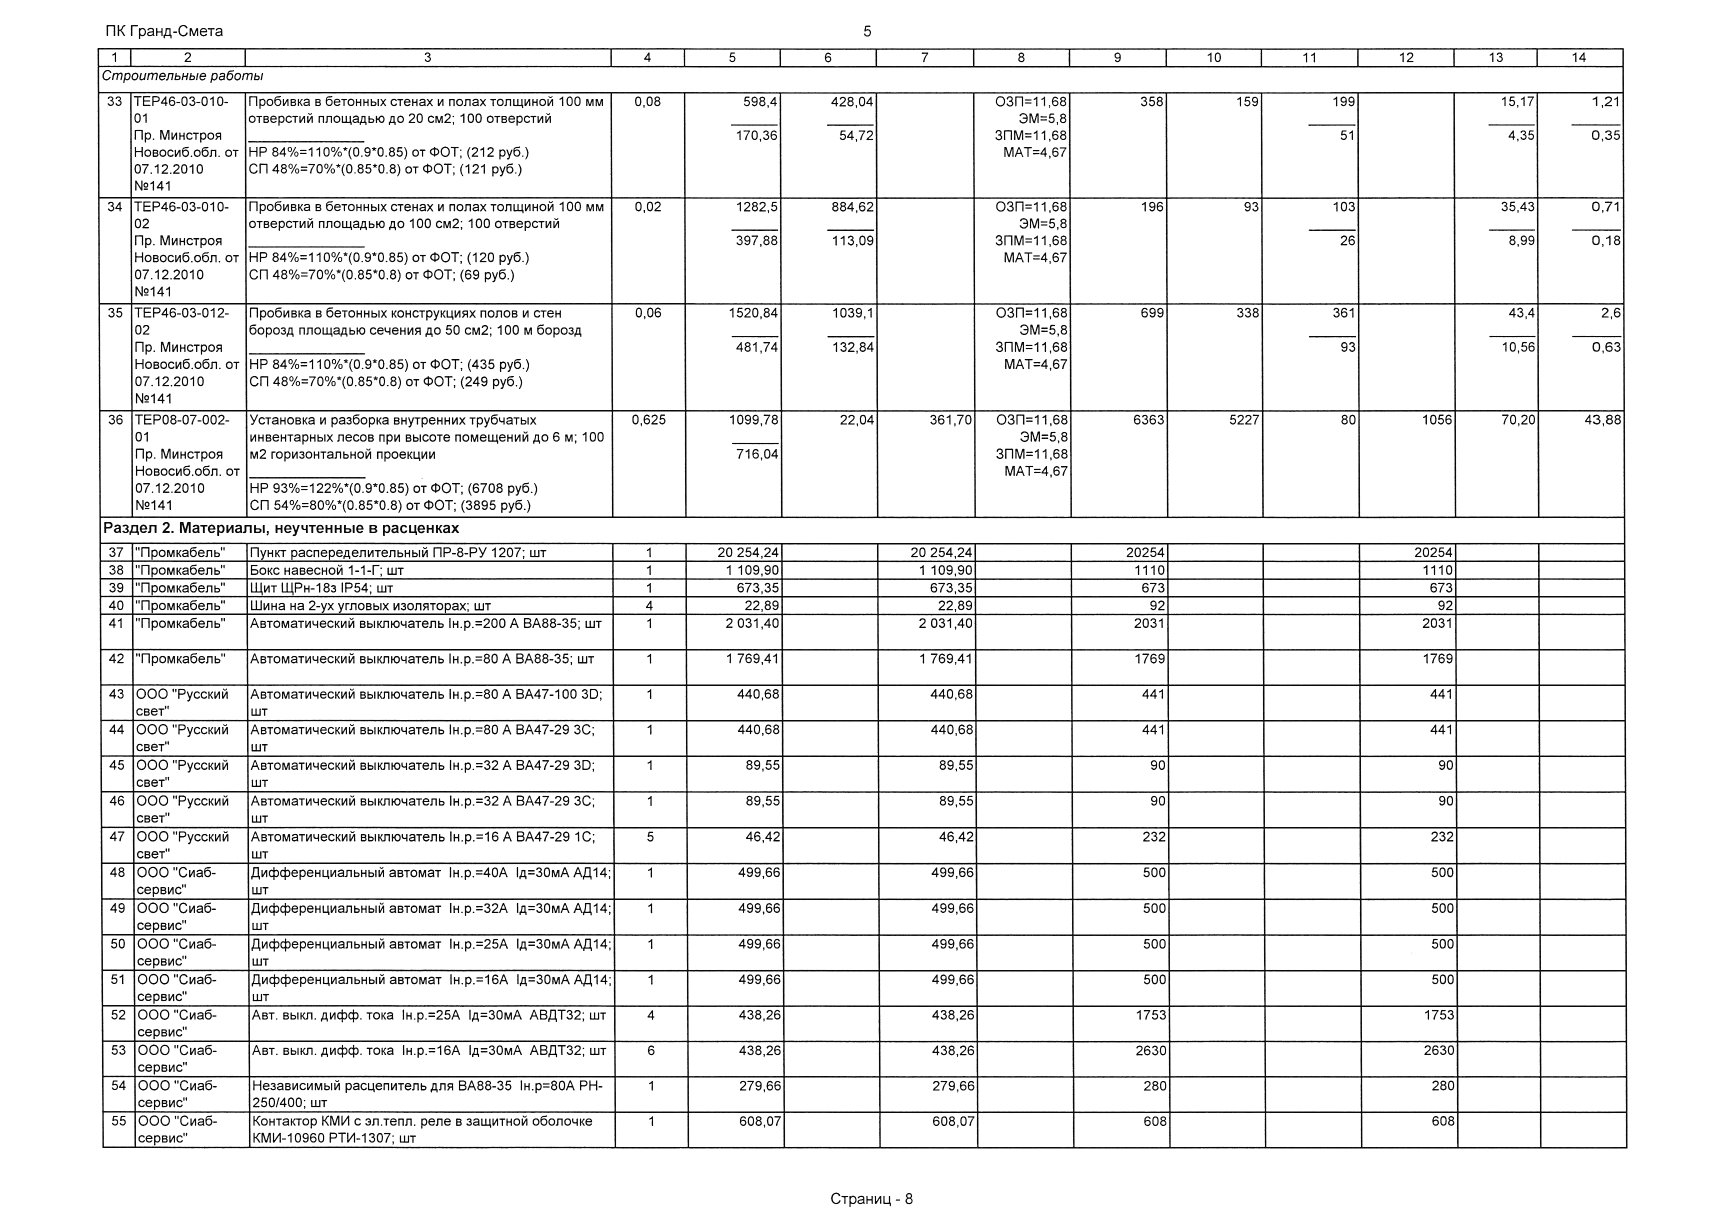 ПК Гранд-Смета
5
1 2 3 4 5 6 7 8 9 10 11 12 13 14
Строительные работы
33 ТЕР46-03-010- Пробивка в бетонных стенах и полах толщиной 100 мм 0,08 598,4 428,04 ОЗП=11,68 358 159 199 15,17 1,21
01 отверстий площадью до 20 см2; 100 отверстий ЭМ=5,8
Пр. Минстроя 170,36 54,72 ЗПМ=11,68 51 4,35 0,35
Новосиб.обл. от НР 84%=110%*(0.9*0.85) от ФОТ; (212 руб.) МАТ=4,67
07.12.2010 СП 48%=70%*(0.85*0.8) от ФОТ; (121 руб.)
№141
34 ТЕР46-03-010- Пробивка в бетонных стенах и полах толщиной 100 мм 0,02 1282,5 884,62 ОЗП=11,68 196 93 103 35,43 0,71
02 отверстий площадью до 100 см2; 100 отверстий ЭМ=5,8
Пр. Минстроя 397,88 113,09 ЗПМ=11,68 26 8,99 0,18
Новосиб.обл. от НР 84%=110%*(0.9*0.85) от ФОТ; (120 руб.) МАТ=4,67
07.12.2010 СП 48%=70%*(0.85*0.8) от ФОТ; (69 руб.)
№141
35 ТЕР46-03-012- Пробивка в бетонных конструкциях полов и стен 0,06 1520,84 1039,1 ОЗП=11,68 699 338 361 43,4 2,6
02 борозд площадью сечения до 50 см2; 100 м борозд ЭМ=5,8
Пр. Минстроя 481,74 132,84 ЗПМ=11,68 93 10,56 0,63
Новосиб.обл. от НР 84%=110%*(0.9*0.85) от ФОТ; (435 руб.) МАТ=4,67
07.12.2010 СП 48%=70%*(0.85*0.8) от ФОТ; (249 руб.)
№141
36 ТЕР08-07-002- Установка и разборка внутренних трубчатых 0,625 1099,78 22,04 361,70 ОЗП=11,68 6363 5227 80 1056 70,20 43,88
01 инвентарных лесов при высоте помещений до 6 м; 100 ЭМ=5,8
Пр. Минстроя м2 горизонтальной проекции 716,04 ЗПМ=11,68
Новосиб.обл. от МАТ=4,67
07.12.2010 НР 93%=122%*(0.9*0.85) от ФОТ; (6708 руб.)
№141 СП 54%=80%*(0.85*0.8) от ФОТ; (3895 руб.)
Раздел 2. Материалы, неучтенные в расценках
37 "Промкабель" Пункт распеределительный ПР-8-РУ 1207; шт 1 20 254,24 20 254,24 20254 20254
38 "Промкабель" Бокс навесной 1-1-Г; шт 1 1 109,90 1 109,90 1110 1110
39 "Промкабель" Щит ЩРн-18з IP54; шт 1 673,35 673,35 673 673
40 "Промкабель" Шина на 2-ух угловых изоляторах; шт 4 22,89 22,89 92 92
41 "Промкабель" Автоматический выключатель Iн.р.=200 А ВА88-35; шт 1 2 031,40 2 031,40 2031 2031
42 "Промкабель" Автоматический выключатель Iн.р.=80 А ВА88-35; шт 1 1 769,41 1 769,41 1769 1769
43 ООО "Русский Автоматический выключатель Iн.р.=80 А ВА47-100 3D; 1 440,68 440,68 441 441
свет" шт
44 ООО "Русский Автоматический выключатель Iн.р.=80 А ВА47-29 3С; 1 440,68 440,68 441 441
свет" шт
45 ООО "Русский Автоматический выключатель Iн.р.=32 А ВА47-29 3D; 1 89,55 89,55 90 90
свет" шт
46 ООО "Русский Автоматический выключатель Iн.р.=32 А ВА47-29 3С; 1 89,55 89,55 90 90
свет" шт
47 ООО "Русский Автоматический выключатель Iн.р.=16 А ВА47-29 1С; 5 46,42 46,42 232 232
свет" шт
48 ООО "Сиаб- Дифференциальный автомат Iн.р.=40А Iд=30мА АД14; 1 499,66 499,66 500 500
сервис" шт
49 ООО "Сиаб- Дифференциальный автомат Iн.р.=32А Iд=30мА АД14; 1 499,66 499,66 500 500
сервис" шт
50 ООО "Сиаб- Дифференциальный автомат Iн.р.=25А Iд=30мА АД14; 1 499,66 499,66 500 500
сервис" шт
51 ООО "Сиаб- Дифференциальный автомат Iн.р.=16А Iд=30мА АД14; 1 499,66 499,66 500 500
сервис" шт
52 ООО "Сиаб- Авт. выкл. дифф. тока Iн.р.=25А Iд=30мА АВДТ32; шт 4 438,26 438,26 1753 1753
сервис"
53 ООО "Сиаб- Авт. выкл. дифф. тока Iн.р.=16А Iд=30мА АВДТ32; шт 6 438,26 438,26 2630 2630
сервис"
54 ООО "Сиаб- Независимый расцепитель для ВА88-35 Iн.р=80А РН- 1 279,66 279,66 280 280
сервис" 250/400; шт
55 ООО "Сиаб- Контактор КМИ с эл.тепл. реле в защитной оболочке 1 608,07 608,07 608 608
сервис" КМИ-10960 РТИ-1307; шт
Страниц - 8